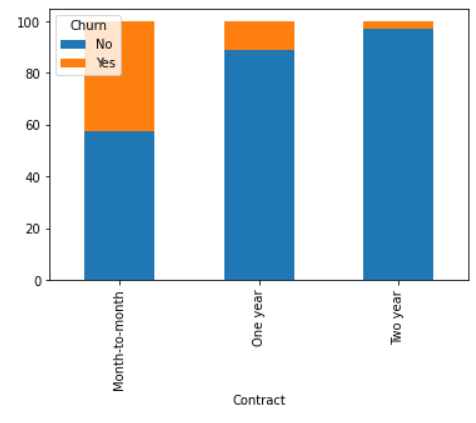 100
80
60
40
20
0
Churn
No
Yes
Month-to-month
One year
Two year
Contract